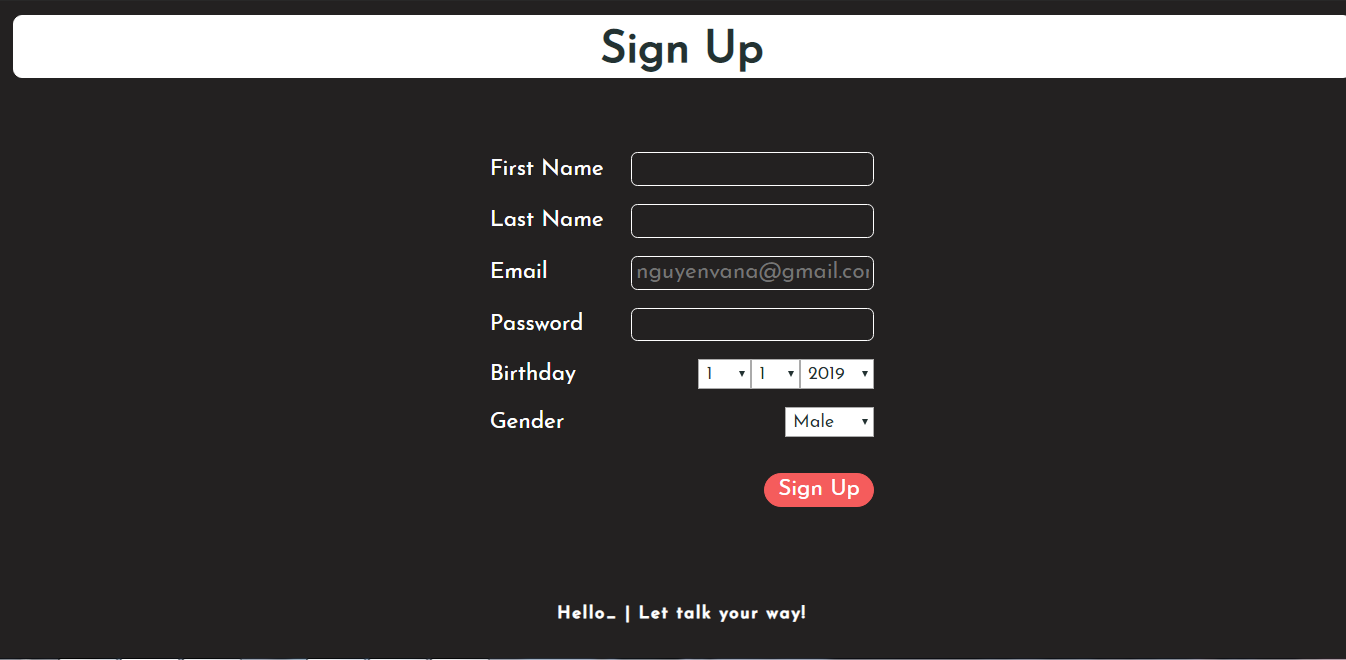 Sign Up
First Name
Last Name
Email nguyenvana@gmail.co
Password
Birthday 1 1 2019
Gender Male
Sign Up
Hello_ | Let talk your way!